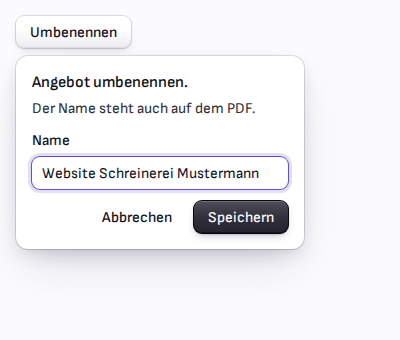 Umbenennen
Angebot umbenennen.
Der Name steht auch auf dem PDF.
Name
Website Schreinerei Mustermann
Abbrechen Speichern